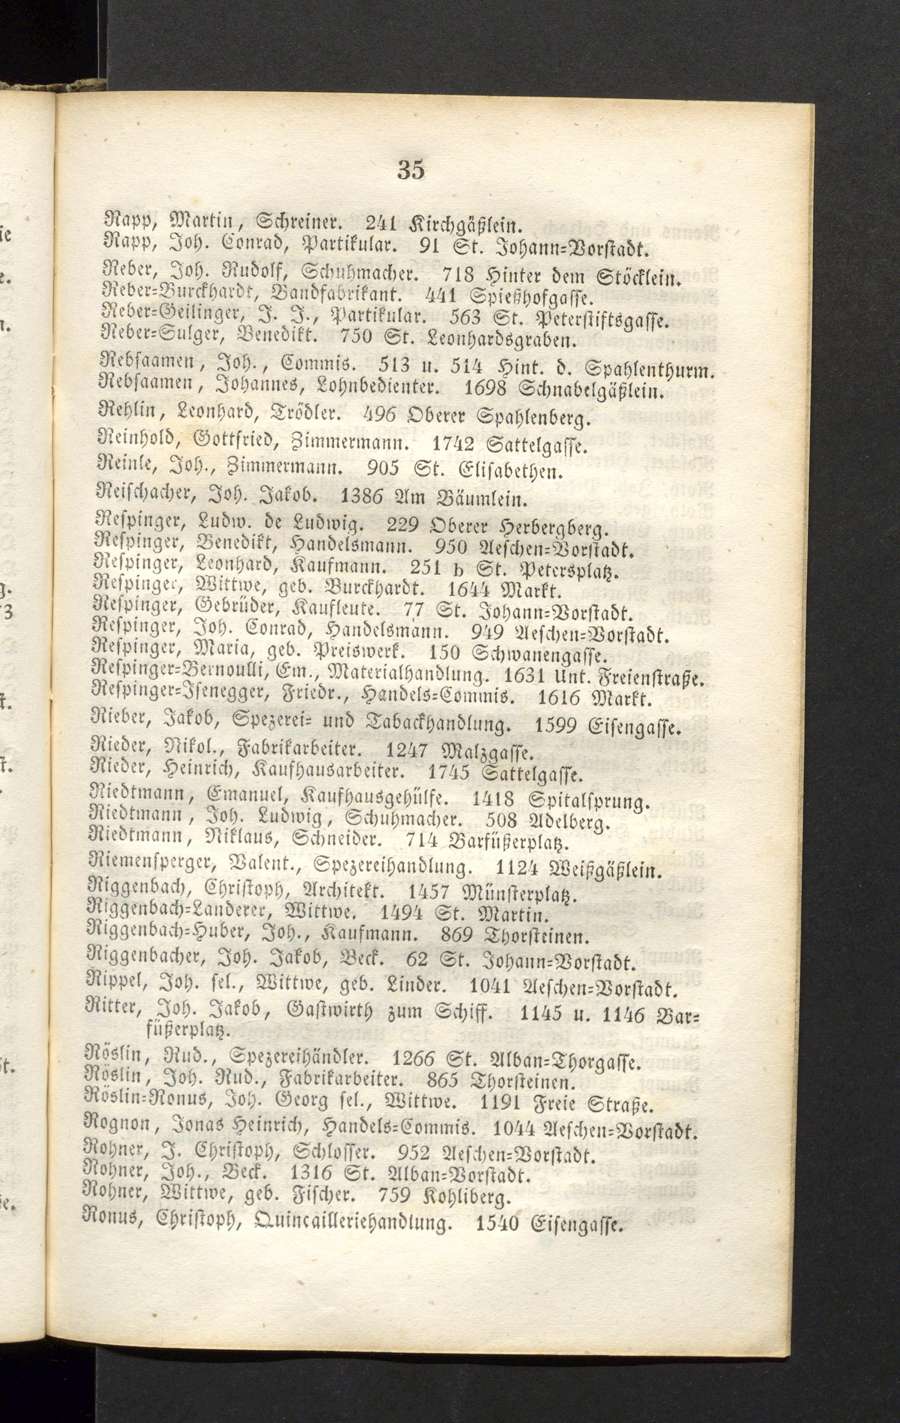 35
Rapp, Martin, Schreiner. 241 Kirchgäßlein.
Rapp, Joh. Conrad, Partikular. 91 St. Johann=Vorstadt.
Reber, Joh. Rudolf, Schuhmacher. 718 Hinter dem Stöcklein.
Reber=Burckhardt, Bandfabrikant. 441 Spießhofgasse.
Reber=Geilinger, J. J., Partikular. 563 St. Peterstiftsgasse.
Reber=Sulger, Benedikt. 750 St. Leonhardsgraben.
Rebsaamen, Joh., Commis. 513 u. 514 Hint. d. Spahlenthurm.
Rebsaamen, Johannes, Lohnbedienter. 1698 Schnabelgäßlein.
Rehlin, Leonhard, Trödler. 496 Oberer Spahlenberg.
Reinhold, Gottfried, Zimmermann. 1742 Sattelgasse.
Reinle, Joh., Zimmermann. 905 St. Elisabethen.
Reischacher, Joh. Jakob. 1386 Am Bäumlein.
Respinger, Ludw. de Ludwig. 229 Oberer Herbergberg.
Respinger, Benedikt, Handelsmann. 950 Aeschen=Vorstadt.
Respinger, Leonhard, Kaufmann. 251 b St. Petersplatz.
Respinger, Wittwe, geb. Burckhardt. 1644 Markt.
Respinger, Gebrüder, Kaufleute. 77 St. Johann=Vorstadt.
Respinger, Joh. Conrad, Handelsmann. 949 Aeschen=Vorstadt.
Respinger, Maria, geb. Preiswerk. 150 Schwanengasse.
Respinger=Bernoulli, Em., Materialhandlung. 1631 Unt. Freienstraße.
Respinger=Isenegger, Friedr., Handels=Commis. 1616 Markt.
Rieber, Jakob, Spezerei= und Tabackhandlung. 1599 Eisengasse.
Rieder, Nikol., Fabrikarbeiter. 1247 Malzgasse.
Rieder, Heinrich, Kaufhausarbeiter. 1745 Sattelgasse.
Riedtmann, Emanuel, Kaufhausgehülfe. 1418 Spitalsprung.
Riedtmann, Joh. Ludwig, Schuhmacher. 508 Adelberg.
Riedtmann, Niklaus, Schneider. 714 Barfüßerplatz.
Riemensperger, Valent., Spezereihandlung. 1124 Weißgäßlein.
Riggenbach, Christoph, Architekt. 1457 Münsterplatz.
Riggenbach=Landerer, Wittwe. 1494 St. Martin.
Riggenbach=Huber, Joh., Kaufmann. 869 Thorsteinen.
Riggenbacher, Joh. Jakob, Beck. 62 St. Johann=Vorstadt.
Rippel, Joh. sel., Wittwe, geb. Linder. 1041 Aeschen=Vorstadt.
Ritter, Joh. Jakob, Gastwirth zum Schiff. 1145 u. 1146 Bar=
füßerplatz.
Röslin, Rud., Spezereihändler. 1266 St. Alban=Thorgasse.
Röslin, Joh. Rud., Fabrikarbeiter. 865 Thorsteinen.
Röslin=Ronus, Joh. Georg sel., Wittwe. 1191 Freie Straße.
Rognon, Jonas Heinrich, Handels=Commis. 1044 Aeschen=Vorstadt.
Rohner, J. Christoph, Schlosser. 952 Aeschen=Vorstadt.
Rohner, Joh., Beck. 1316 St. Alban=Vorstadt.
Rohner, Wittwe, geb. Fischer. 759 Kohliberg.
Ronus, Christoph, Quincailleriehandlung. 1540 Eisengasse.